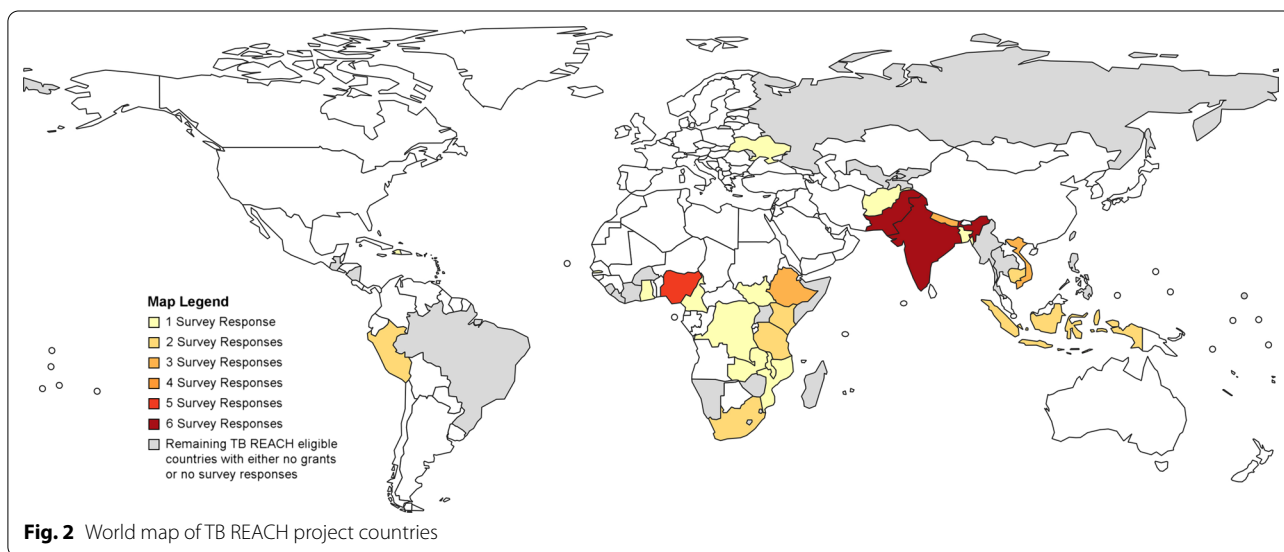 Map Legend
1 Survey Response
2 Survey Responses
3 Survey Responses
4 Survey Responses
5 Survey Responses
6 Survey Responses
Remaining TB REACH eligible
countries with either no grants
or no survey responses
Fig. 2 World map of TB REACH project countries